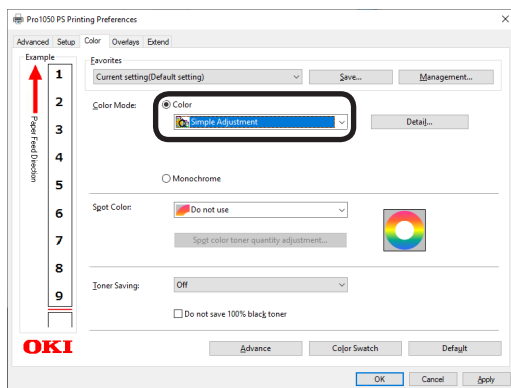 Pro1050 PS Printing Preferences
Advanced Setup Color Overlays Extend
Example
1
2
3
4
5
6
7
8
9
Paper Feed Direction
OKI
Favorites
Current setting(Default setting) Save... Management...
Color Mode: Color
Simple Adjustment Detail...
Monochrome
Spot Color: Do not use
Spot color toner quantity adjustment...
Toner Saving: Off
Do not save 100% black toner
Advance Color Swatch Default
OK Cancel Apply